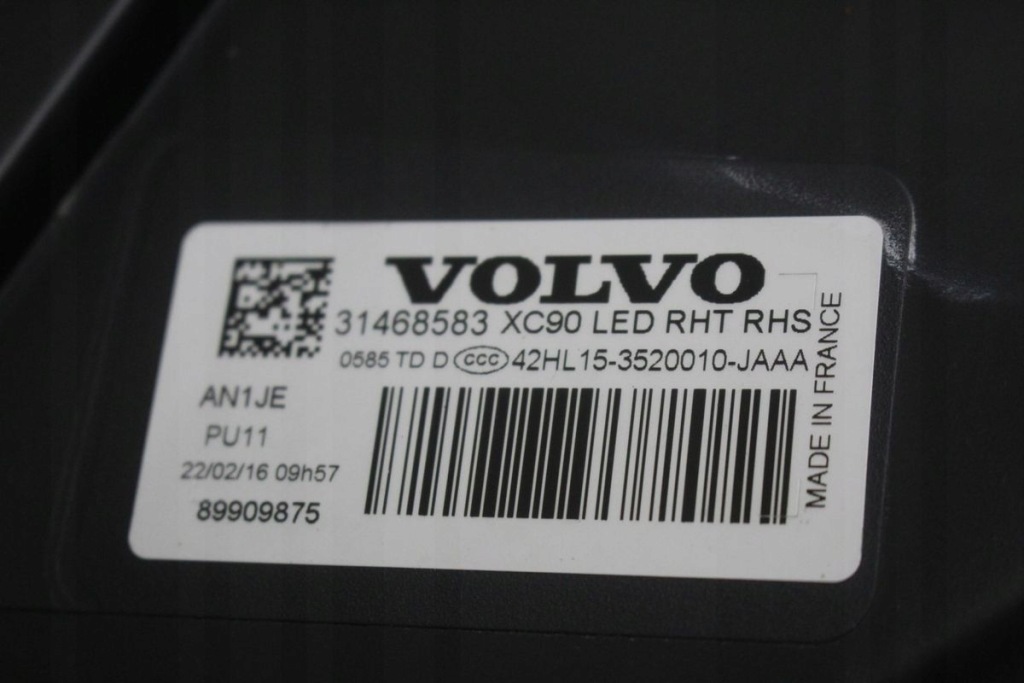 VOLVO
31468583 XC90 LED RHT RHS
0585 TD D CCC 42HL15-3520010-JAAA
AN1JE
PU11
22/02/16 09h57
89909875
MADE IN FRANCE